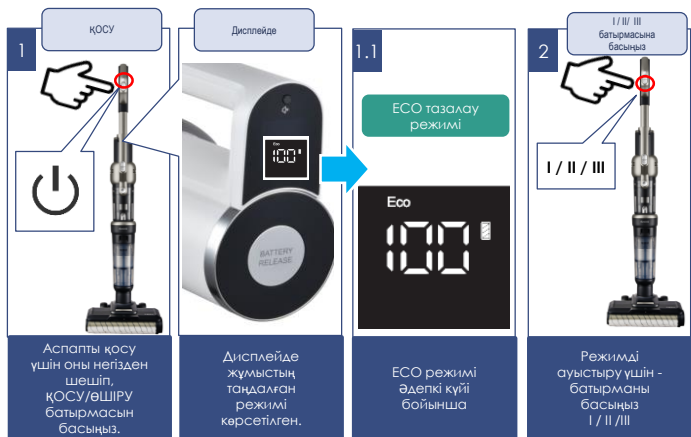 1
ҚОСУ
Аспапты қосу
үшін оны негізден
шешіп,
ҚОСУ/ӨШІРУ
батырмасын
басыңыз.
Дисплейде
Eco
100
BATTERY
RELEASE
Дисплейде
жұмыстың
таңдалған
режимі
көрсетілген.
1.1
ECO тазалау
режимі
Eco
100
ECO режимі
Әдепкі күйі
бойынша
2
I / II/ III
батырмасына
басыңыз
I / II / III
Режимді
ауыстыру үшін -
батырманы
басыңыз
I / II /III